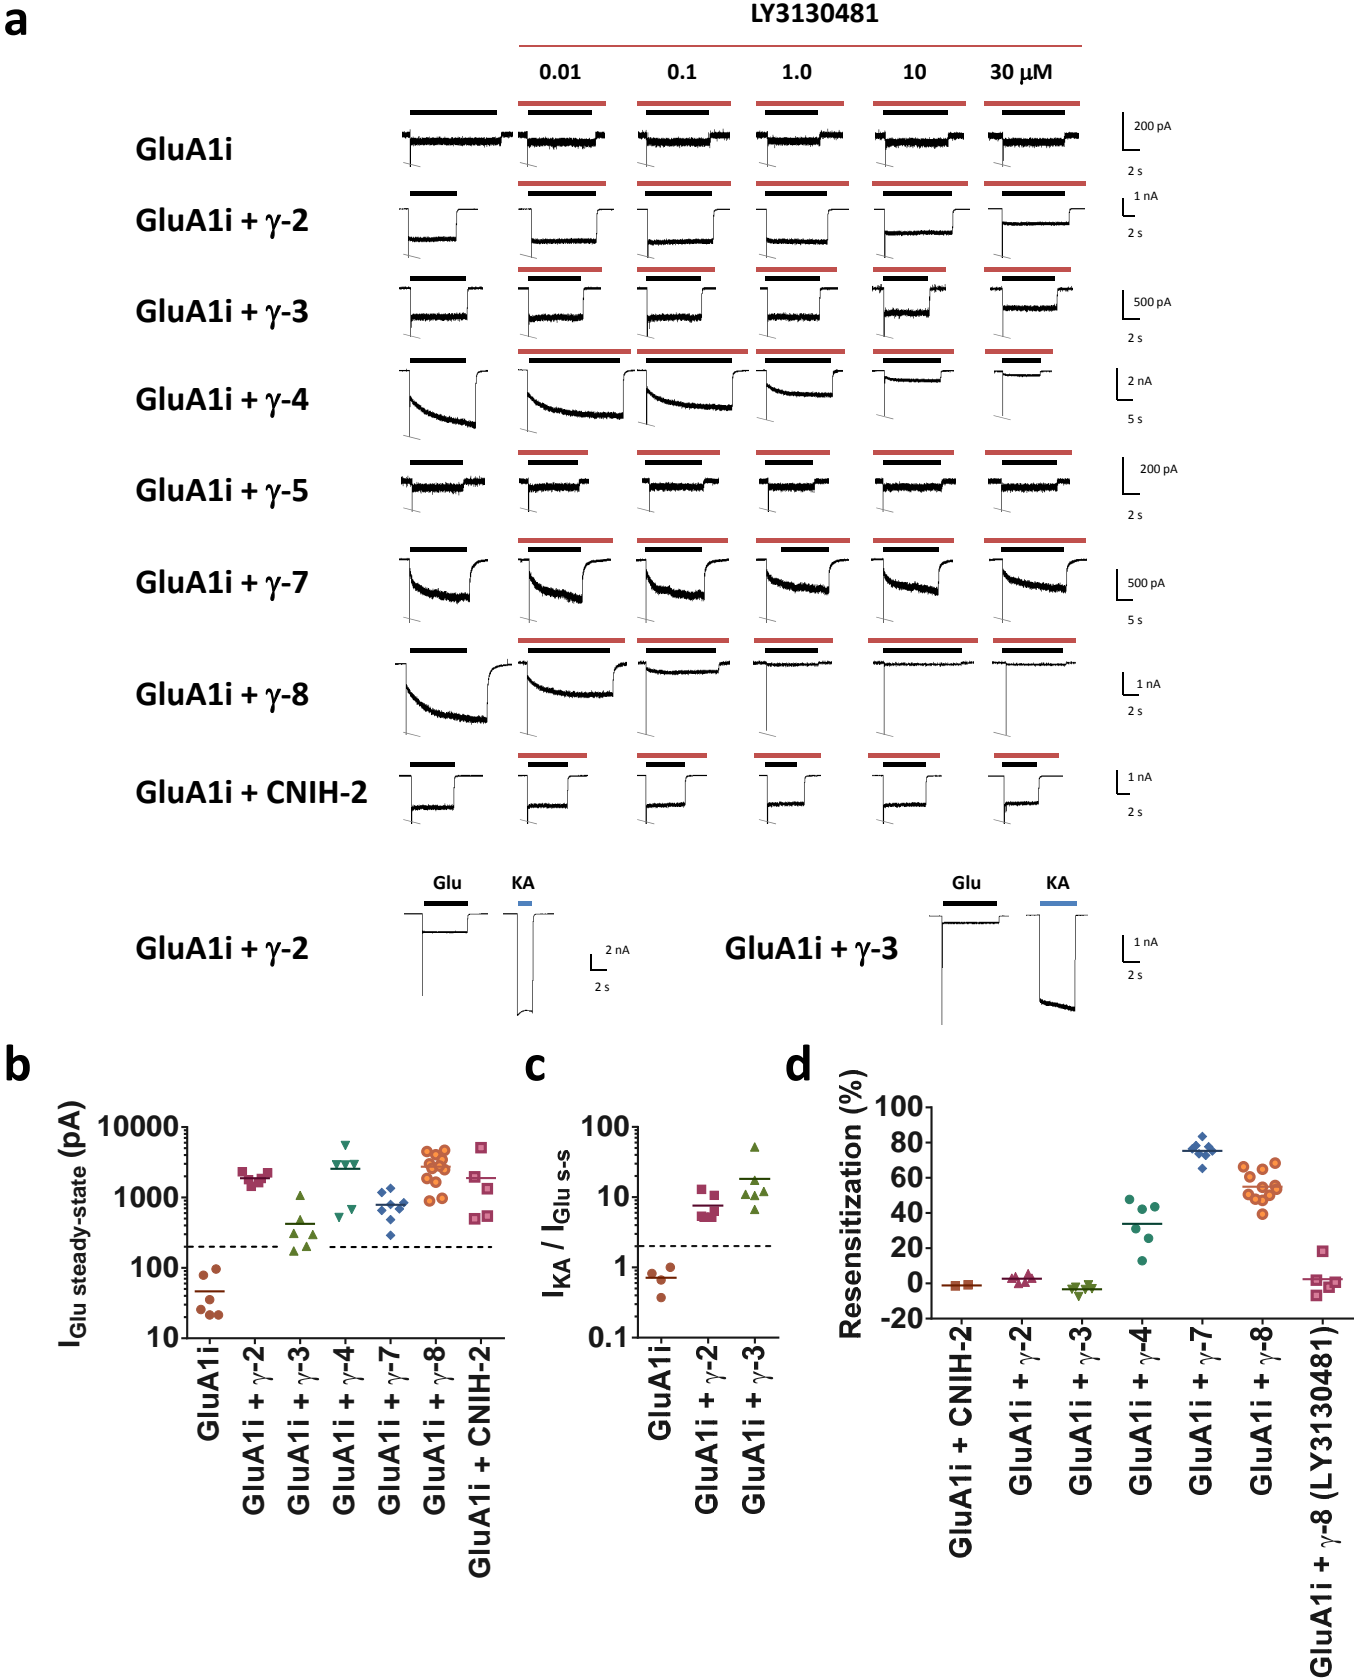 a
LY3130481
0.01 0.1 1.0 10 30 μM
GluA1i
200 pA
2 s
GluA1i + γ-2
1 nA
2 s
GluA1i + γ-3
500 pA
2 s
GluA1i + γ-4
2 nA
5 s
GluA1i + γ-5
200 pA
2 s
GluA1i + γ-7
500 pA
5 s
GluA1i + γ-8
1 nA
2 s
GluA1i + CNIH-2
1 nA
2 s
GluA1i + γ-2
Glu KA
2 nA
2 s
GluA1i + γ-3
Glu KA
1 nA
2 s
b
IGlu steady-state (pA)
10000
1000
100
10
GluA1i
GluA1i + γ-2
GluA1i + γ-3
GluA1i + γ-4
GluA1i + γ-7
GluA1i + γ-8
GluA1i + CNIH-2
c
IKA / IGlu s-s
100
10
1
0.1
GluA1i
GluA1i + γ-2
GluA1i + γ-3
d
Resensitization (%)
100
80
60
40
20
0
-20
GluA1i + CNIH-2
GluA1i + γ-2
GluA1i + γ-3
GluA1i + γ-4
GluA1i + γ-7
GluA1i + γ-8
GluA1i + γ-8 (LY3130481)